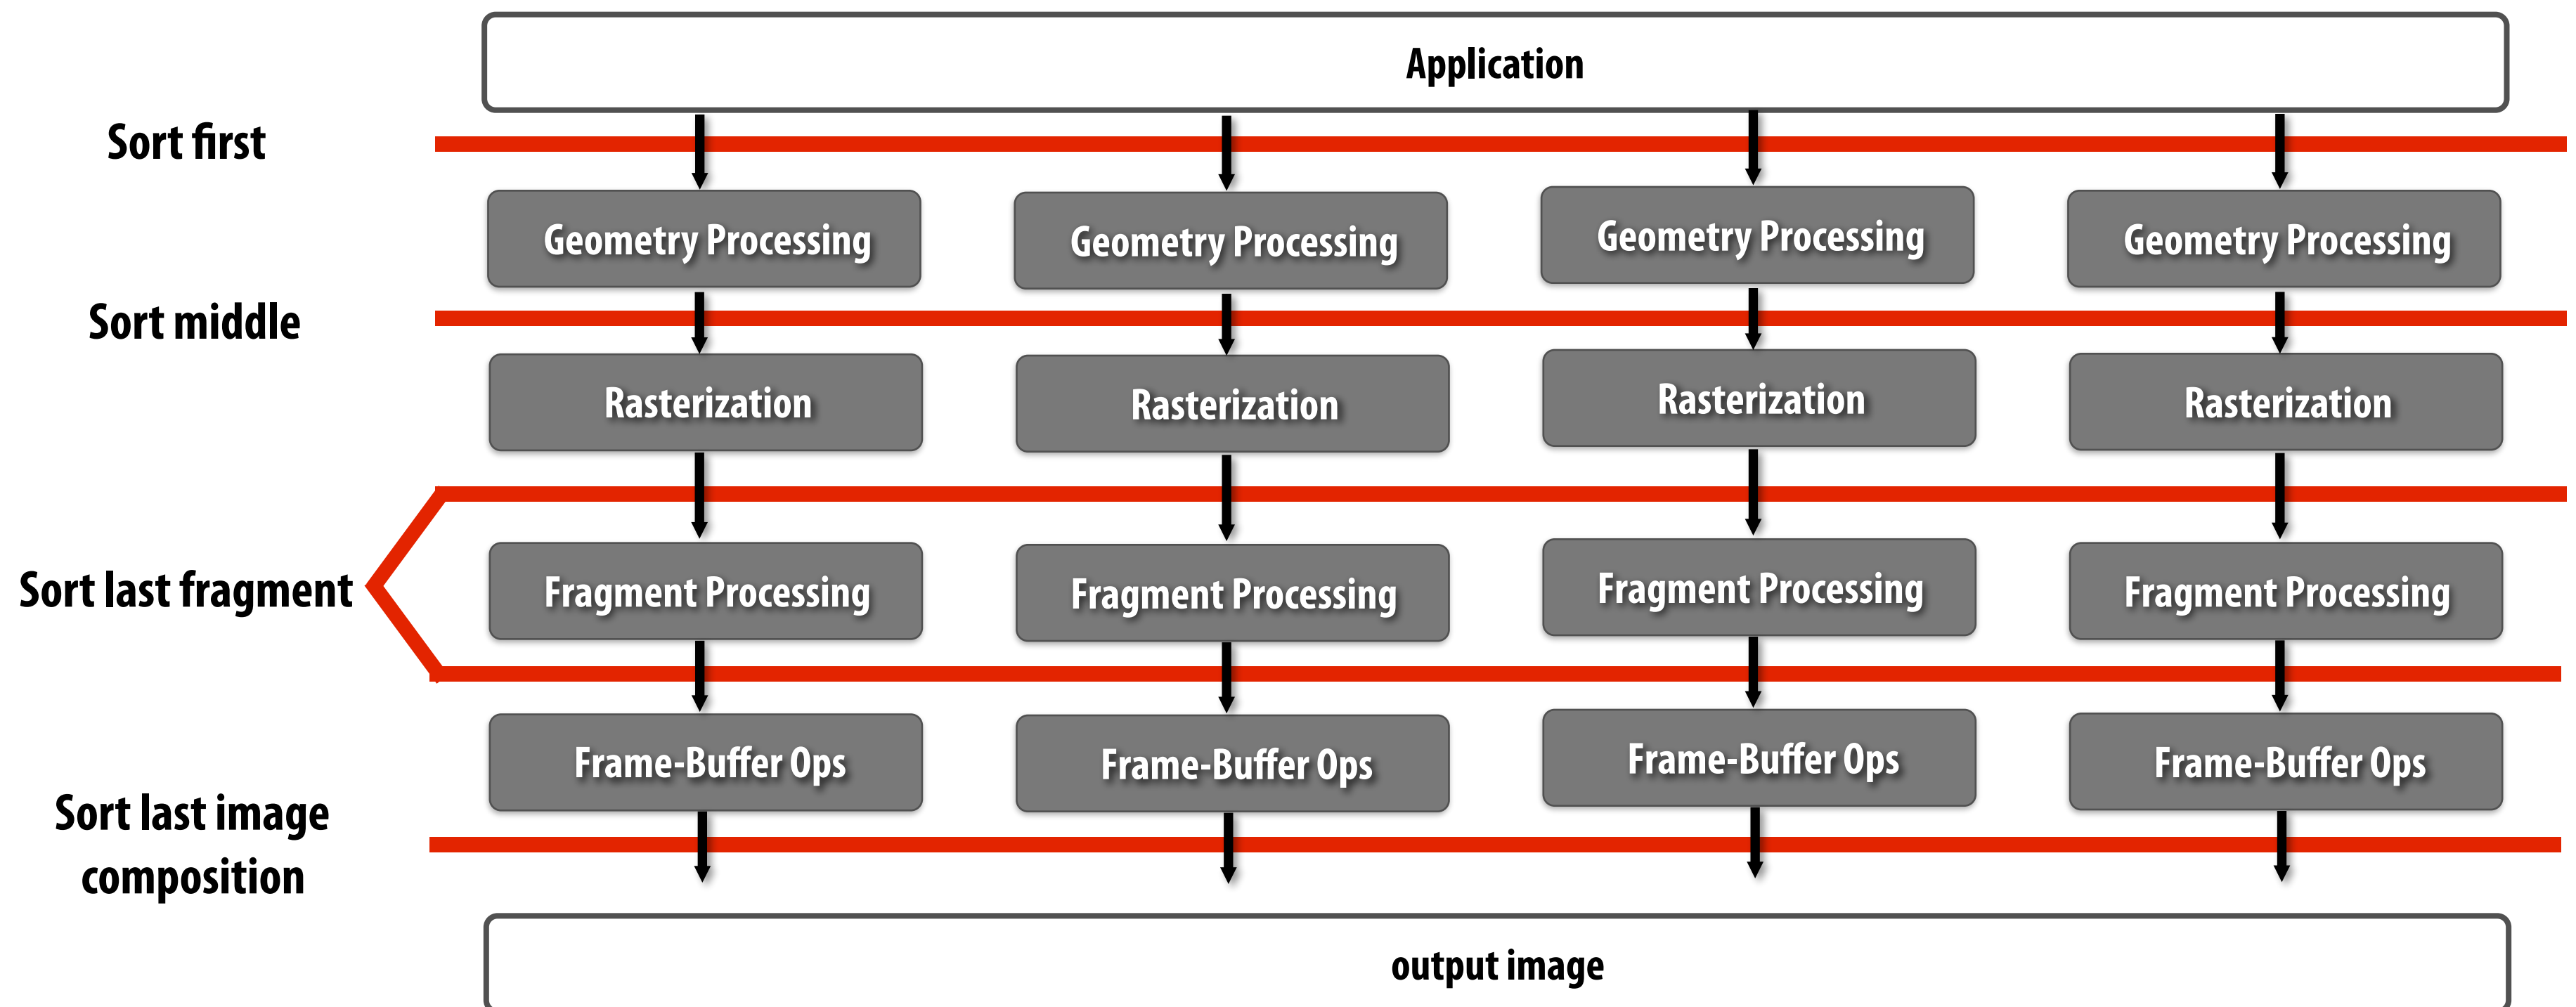 Application
Sort first
Geometry Processing
Geometry Processing
Geometry Processing
Geometry Processing
Sort middle
Rasterization
Rasterization
Rasterization
Rasterization
Sort last fragment
Fragment Processing
Fragment Processing
Fragment Processing
Fragment Processing
Frame-Buffer Ops
Frame-Buffer Ops
Frame-Buffer Ops
Frame-Buffer Ops
Sort last image
composition
output image